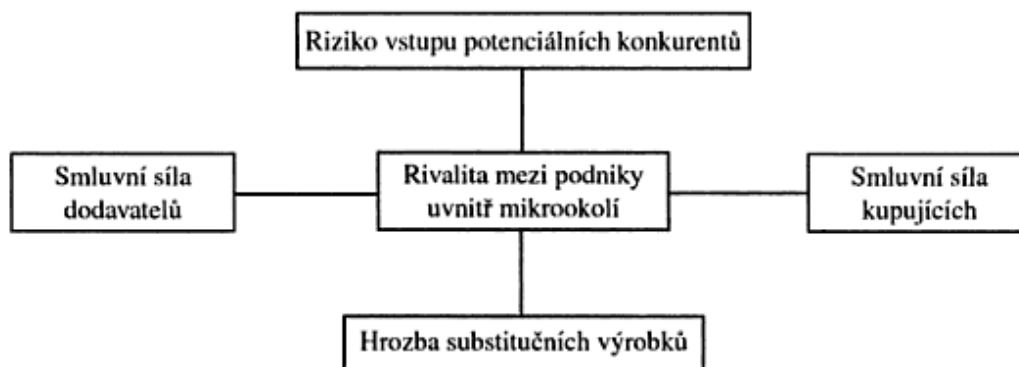 Riziko vstupu potenciálních konkurentů
Smluvní síla
dodavatelů
Rivalita mezi podniky
uvnitř mikrookolí
Smluvní síla
kupujících
Hrozba substitučních výrobků